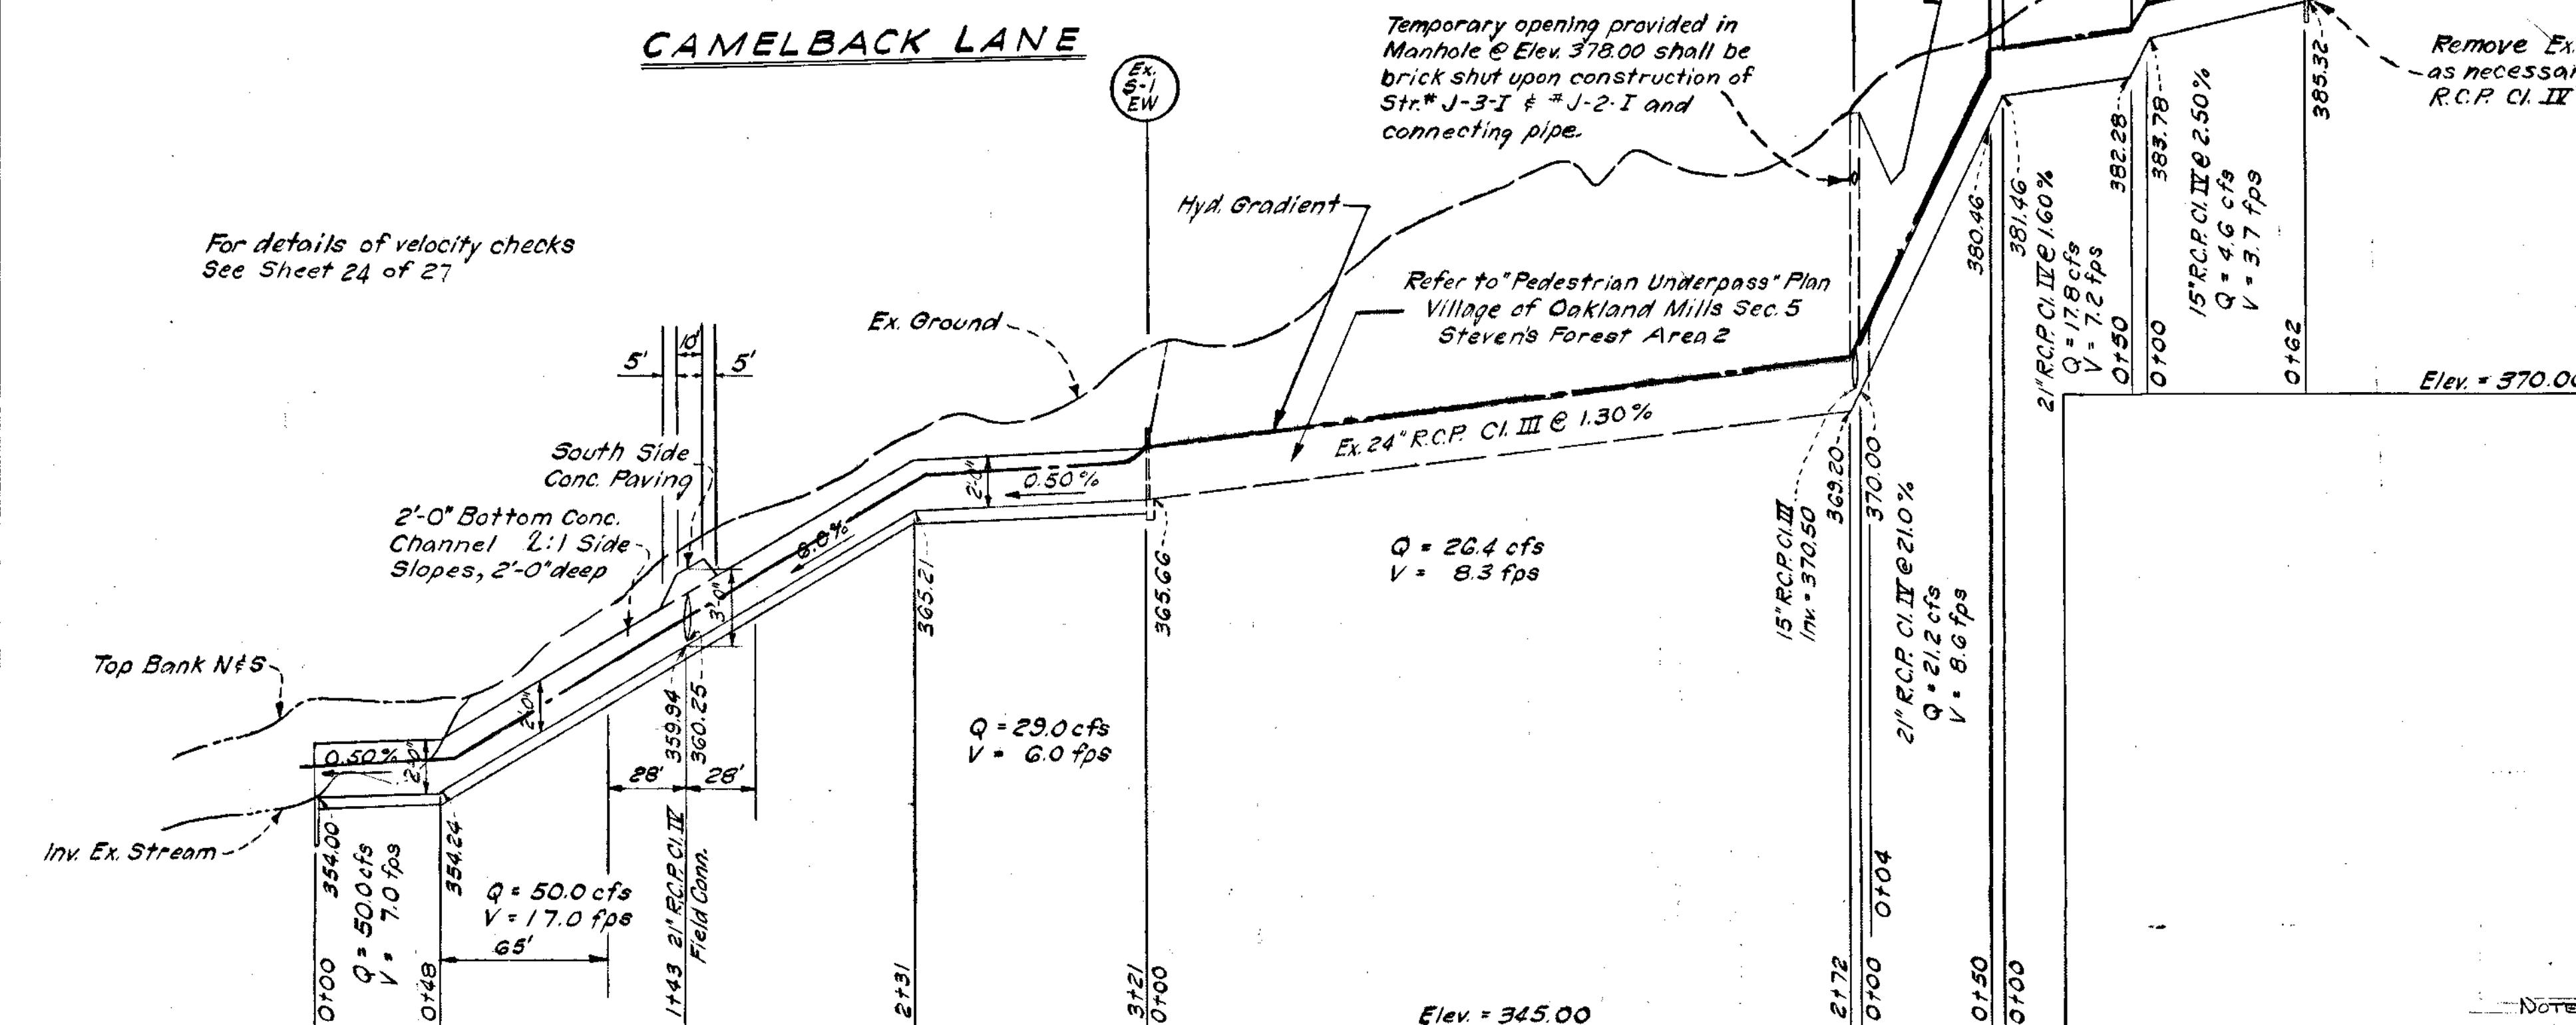 CAMELBACK LANE
Ex.
S-1
EW
Temporary opening provided in
Manhole @ Elev. 378.00 shall be
brick shut upon construction of
Str.# J-3-I & #J-2-I and
connecting pipe.
Remove Ex.
as necessar
R.C.P. Cl. IV
For details of velocity checks
See Sheet 24 of 27
Hyd. Gradient
Refer to "Pedestrian Underpass" Plan
Village of Oakland Mills Sec. 5
Steven's Forest Area 2
Ex. Ground
5'
10'
5'
South Side
Conc. Paving
2'-0" Bottom Conc.
Channel 2:1 Side
Slopes, 2'-0" deep
Top Bank N&S
Inv. Ex. Stream
0.50%
2'-0"
2'-0"
3'-0"
2'-0"
0.50%
Ex. 24" R.C.P. Cl. III @ 1.30%
Q = 26.4 cfs
V = 8.3 fps
Q = 29.0 cfs
V = 6.0 fps
Q = 50.0 cfs
V = 17.0 fps
65'
28'
28'
354.00
Q = 50.0 cfs
V = 7.0 fps
354.24
359.94
360.25
21" R.C.P. Cl. IV
Field Conn.
365.21
365.66
15" R.C.P. Cl. III
Inv. = 370.50
369.20
370.00
21" R.C.P. Cl. IV @ 21.0%
Q = 21.2 cfs
V = 8.6 fps
380.46
381.46
21" R.C.P. Cl. IV @ 1.60%
Q = 17.8 cfs
V = 7.2 fps
382.28
383.78
15" R.C.P. Cl. IV @ 2.50%
Q = 4.6 cfs
V = 3.7 fps
385.32
0+50
0+00
0+62
Elev. = 370.00
0+00
0+48
1+43
2+31
3+21
0+00
Elev. = 345.00
2+72
0+00
0+04
0+50
0+00
NOTE